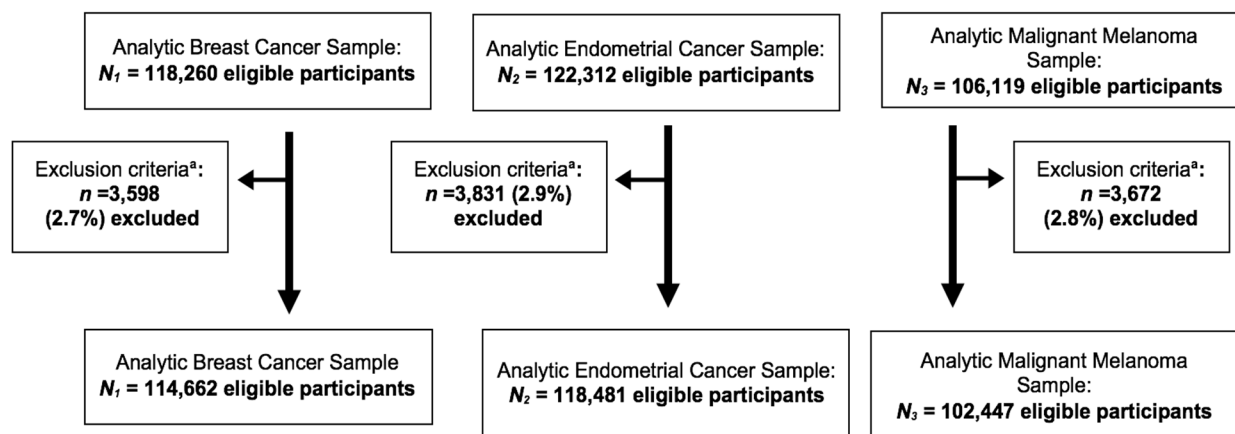 Analytic Breast Cancer Sample:
N₁ = 118,260 eligible participants
Analytic Endometrial Cancer Sample:
N₂ = 122,312 eligible participants
Analytic Malignant Melanoma
Sample:
N₃ = 106,119 eligible participants
Exclusion criteriaᵃ:
n =3,598
(2.7%) excluded
Exclusion criteriaᵃ:
n =3,831 (2.9%)
excluded
Exclusion criteriaᵃ:
n =3,672
(2.8%) excluded
Analytic Breast Cancer Sample
N₁ = 114,662 eligible participants
Analytic Endometrial Cancer Sample:
N₂ = 118,481 eligible participants
Analytic Malignant Melanoma
Sample:
N₃ = 102,447 eligible participants